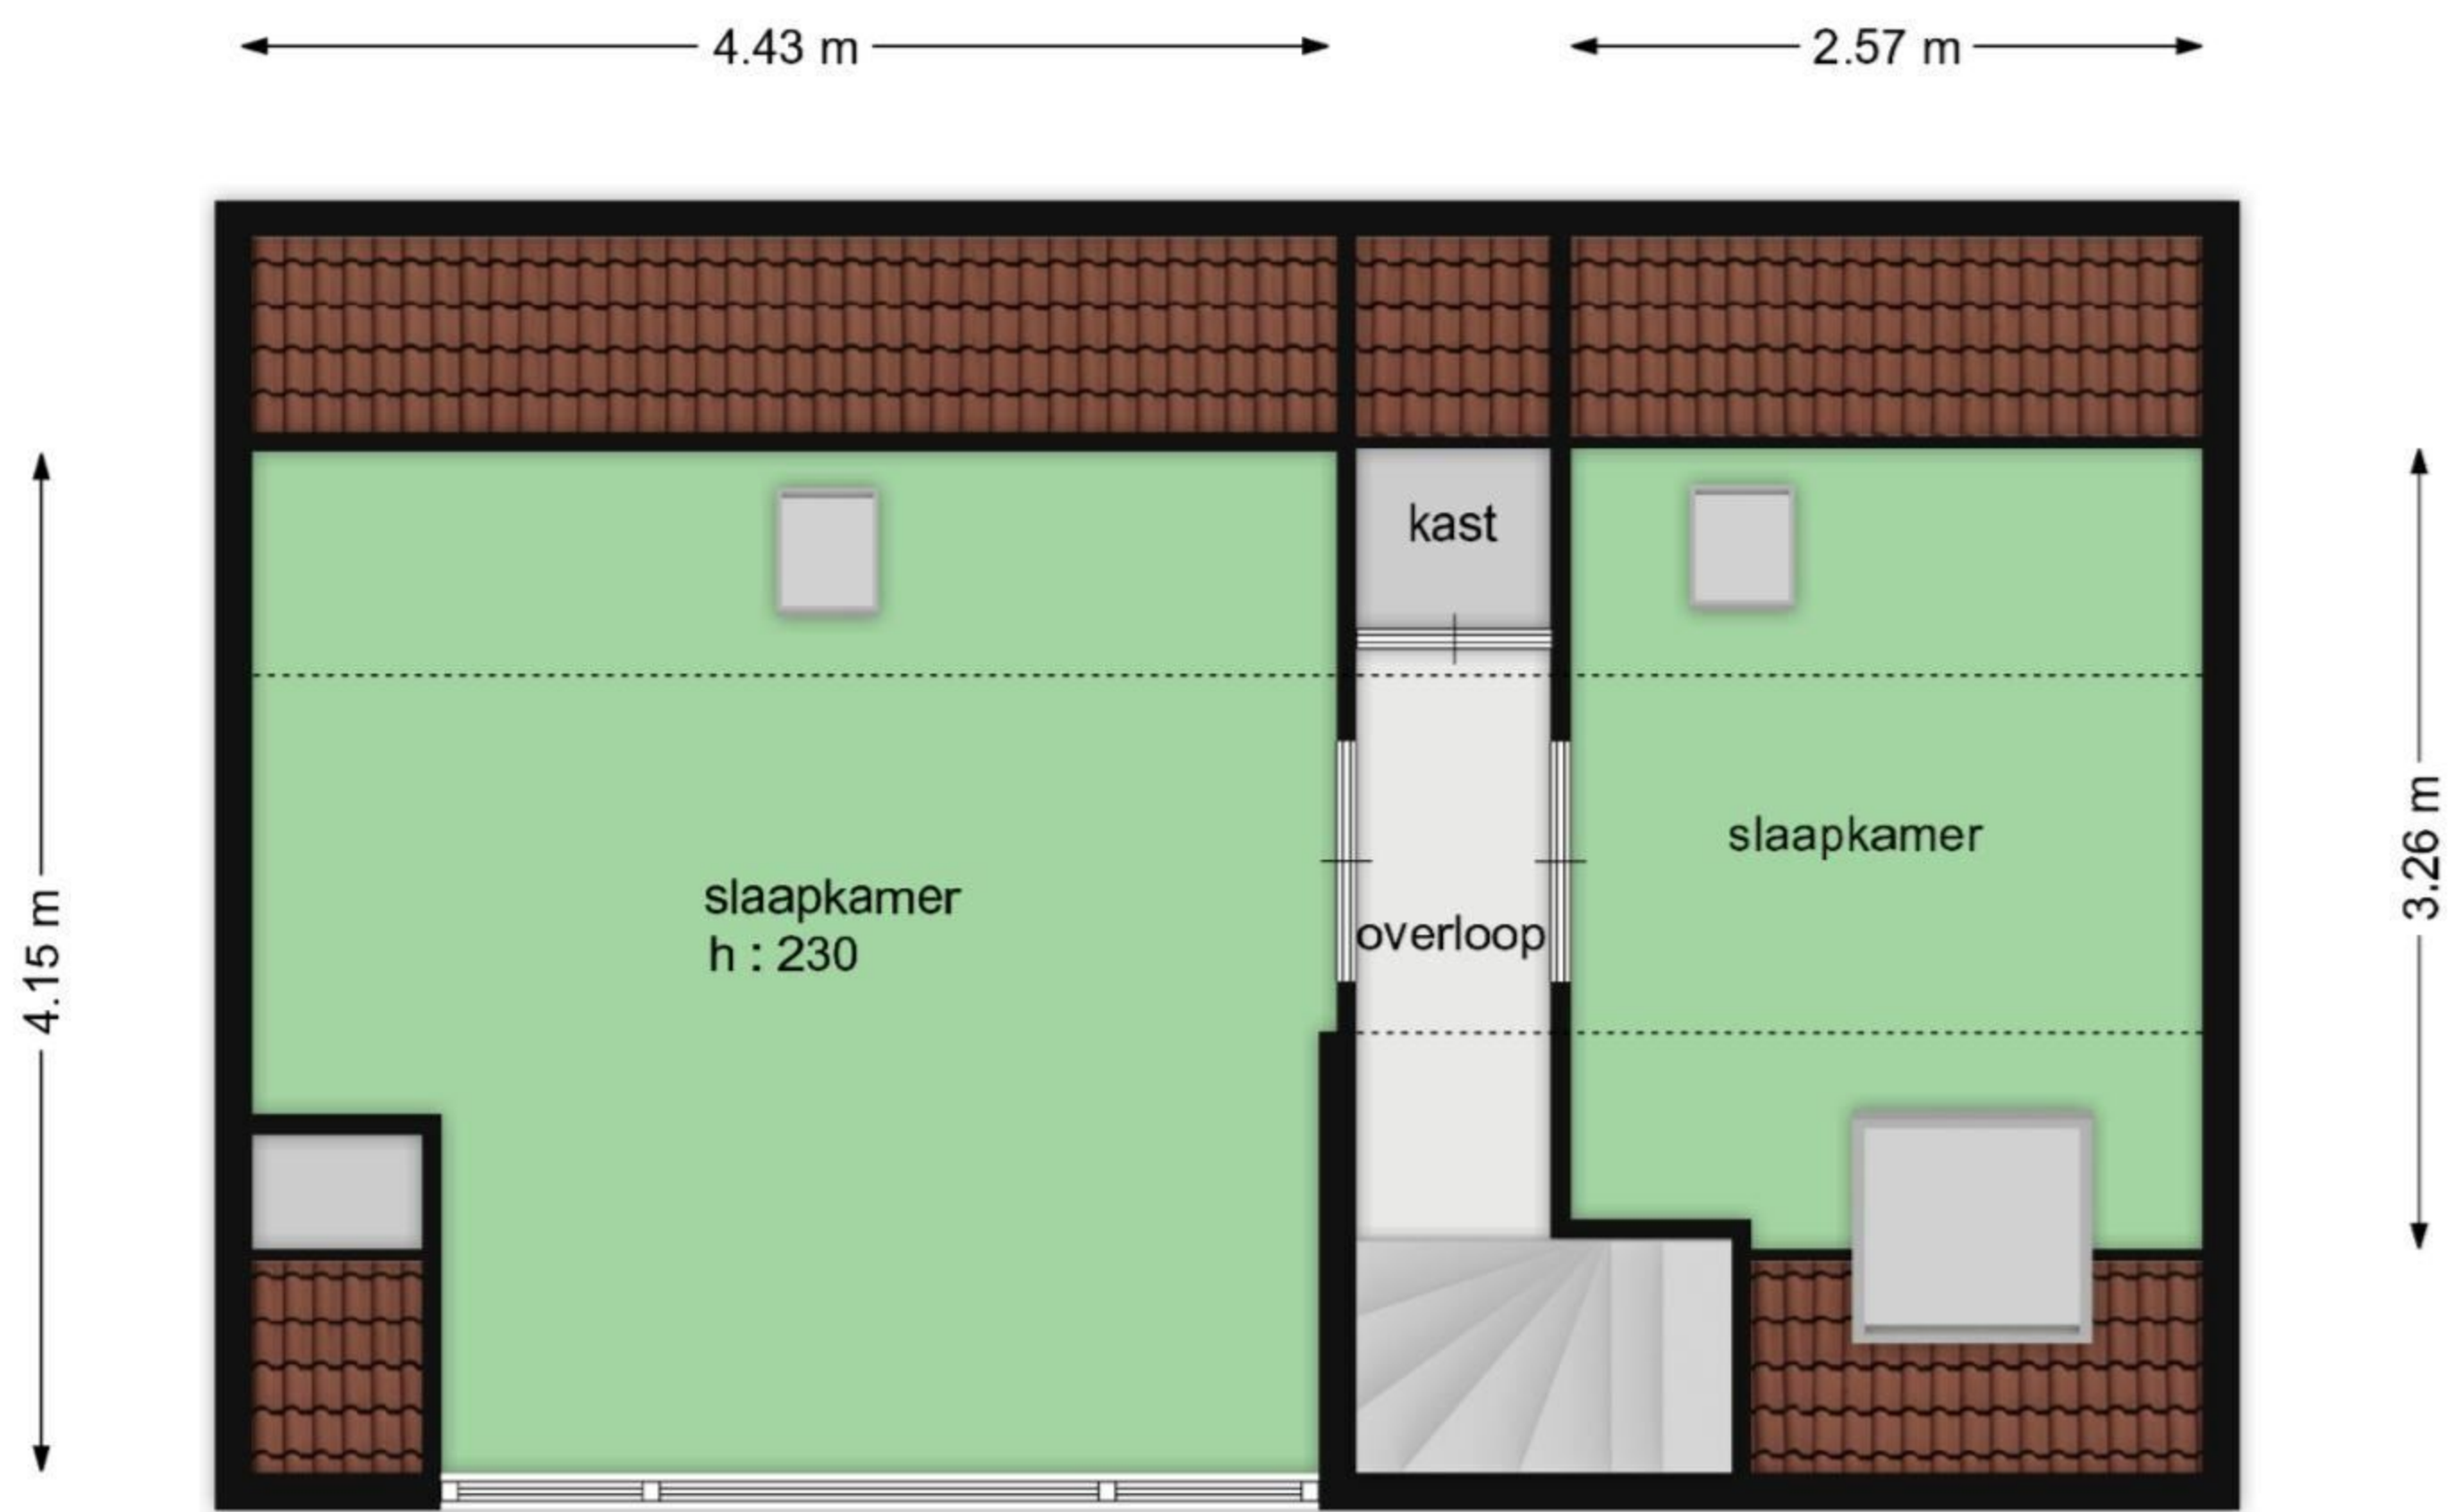 4.43 m
2.57 m
kast
slaapkamer
slaapkamer
h : 230
overloop
4.15 m
3.26 m